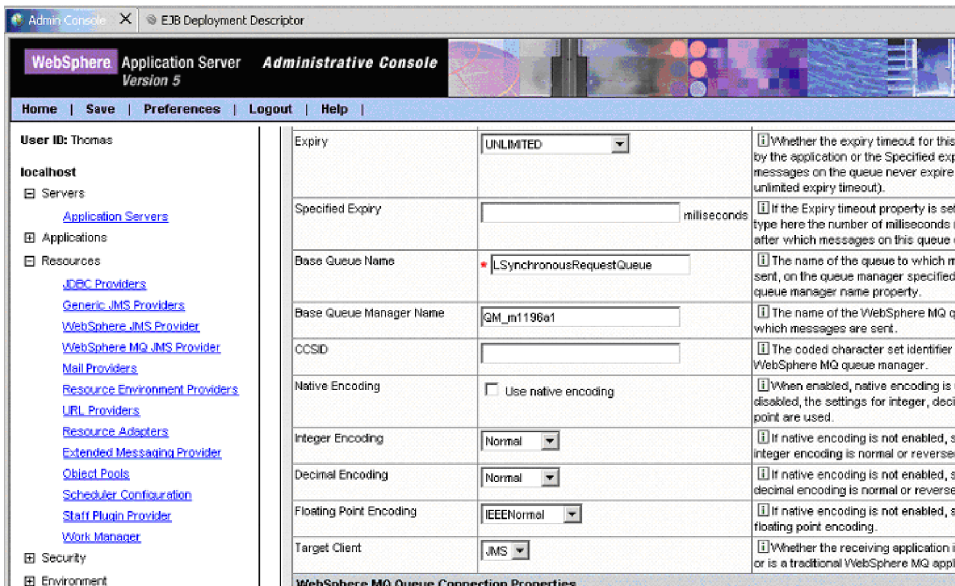 Admin Console
EJB Deployment Descriptor
WebSphere Application Server Administrative Console
Version 5
Home | Save | Preferences | Logout | Help |
User ID: Thomas
localhost
Servers
Application Servers
Applications
Resources
JDBC Providers
Generic JMS Providers
WebSphere JMS Provider
WebSphere MQ JMS Provider
Mail Providers
Resource Environment Providers
URL Providers
Resource Adapters
Extended Messaging Provider
Object Pools
Scheduler Configuration
Staff Plugin Provider
Work Manager
Security
Environment
Expiry
UNLIMITED
Whether the expiry timeout for this
by the application or the Specified exp
messages on the queue never expire
unlimited expiry timeout).
Specified Expiry
milliseconds
If the Expiry timeout property is set
type here the number of milliseconds
after which messages on this queue
Base Queue Name
* LSynchronousRequestQueue
The name of the queue to which m
sent, on the queue manager specified
queue manager name property.
Base Queue Manager Name
QM_m1196a1
The name of the WebSphere MQ q
which messages are sent.
CCSID
The coded character set identifier
WebSphere MQ queue manager.
Native Encoding
Use native encoding
When enabled, native encoding is
disabled, the settings for integer, deci
point are used.
Integer Encoding
Normal
If native encoding is not enabled, s
integer encoding is normal or reverse
Decimal Encoding
Normal
If native encoding is not enabled, s
decimal encoding is normal or reverse
Floating Point Encoding
IEEENormal
If native encoding is not enabled, s
floating point encoding.
Target Client
JMS
Whether the receiving application i
or is a traditional WebSphere MQ appl
WebSphere MQ Queue Connection Properties